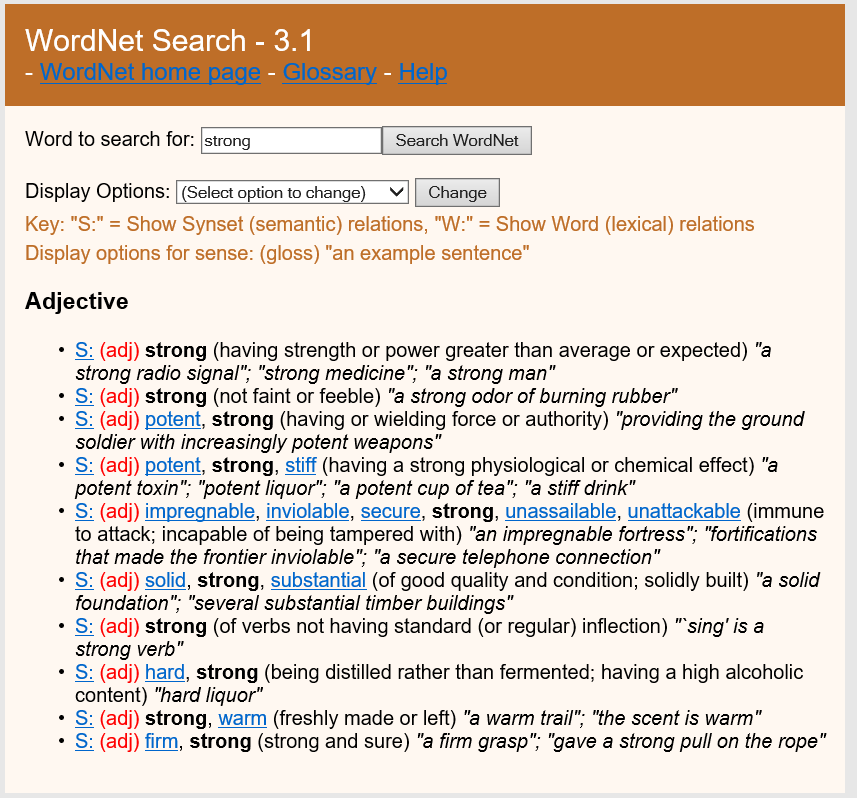 WordNet Search - 3.1
- WordNet home page - Glossary - Help
Word to search for: strong Search WordNet
Display Options: (Select option to change) Change
Key: "S:" = Show Synset (semantic) relations, "W:" = Show Word (lexical) relations
Display options for sense: (gloss) "an example sentence"
Adjective
• S: (adj) strong (having strength or power greater than average or expected) "a
strong radio signal"; "strong medicine"; "a strong man"
• S: (adj) strong (not faint or feeble) "a strong odor of burning rubber"
• S: (adj) potent, strong (having or wielding force or authority) "providing the ground
soldier with increasingly potent weapons"
• S: (adj) potent, strong, stiff (having a strong physiological or chemical effect) "a
potent toxin"; "potent liquor"; "a potent cup of tea"; "a stiff drink"
• S: (adj) impregnable, inviolable, secure, strong, unassailable, unattackable (immune
to attack; incapable of being tampered with) "an impregnable fortress"; "fortifications
that made the frontier inviolable"; "a secure telephone connection"
• S: (adj) solid, strong, substantial (of good quality and condition; solidly built) "a solid
foundation"; "several substantial timber buildings"
• S: (adj) strong (of verbs not having standard (or regular) inflection) "`sing' is a
strong verb"
• S: (adj) hard, strong (being distilled rather than fermented; having a high alcoholic
content) "hard liquor"
• S: (adj) strong, warm (freshly made or left) "a warm trail"; "the scent is warm"
• S: (adj) firm, strong (strong and sure) "a firm grasp"; "gave a strong pull on the rope"